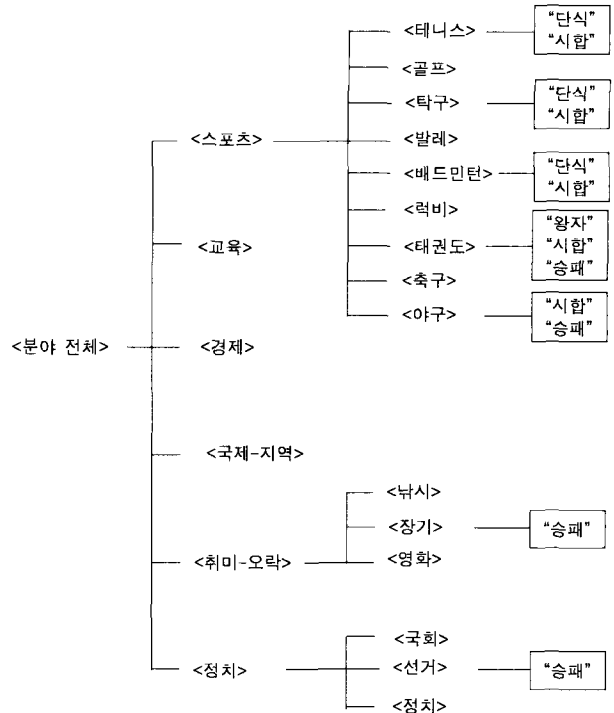 <테니스>
"단식"
"시합"
<골프>
<탁구>
"단식"
"시합"
<스포츠>
<발레>
<배드민턴>
"단식"
"시합"
<럭비>
<교육>
<태권도>
"왕자"
"시합"
"승패"
<축구>
<야구>
"시합"
"승패"
<분야 전체>
<경제>
<국제-지역>
<낚시>
<장기>
"승패"
<취미-오락>
<영화>
<국회>
<정치>
<선거>
"승패"
<정치>